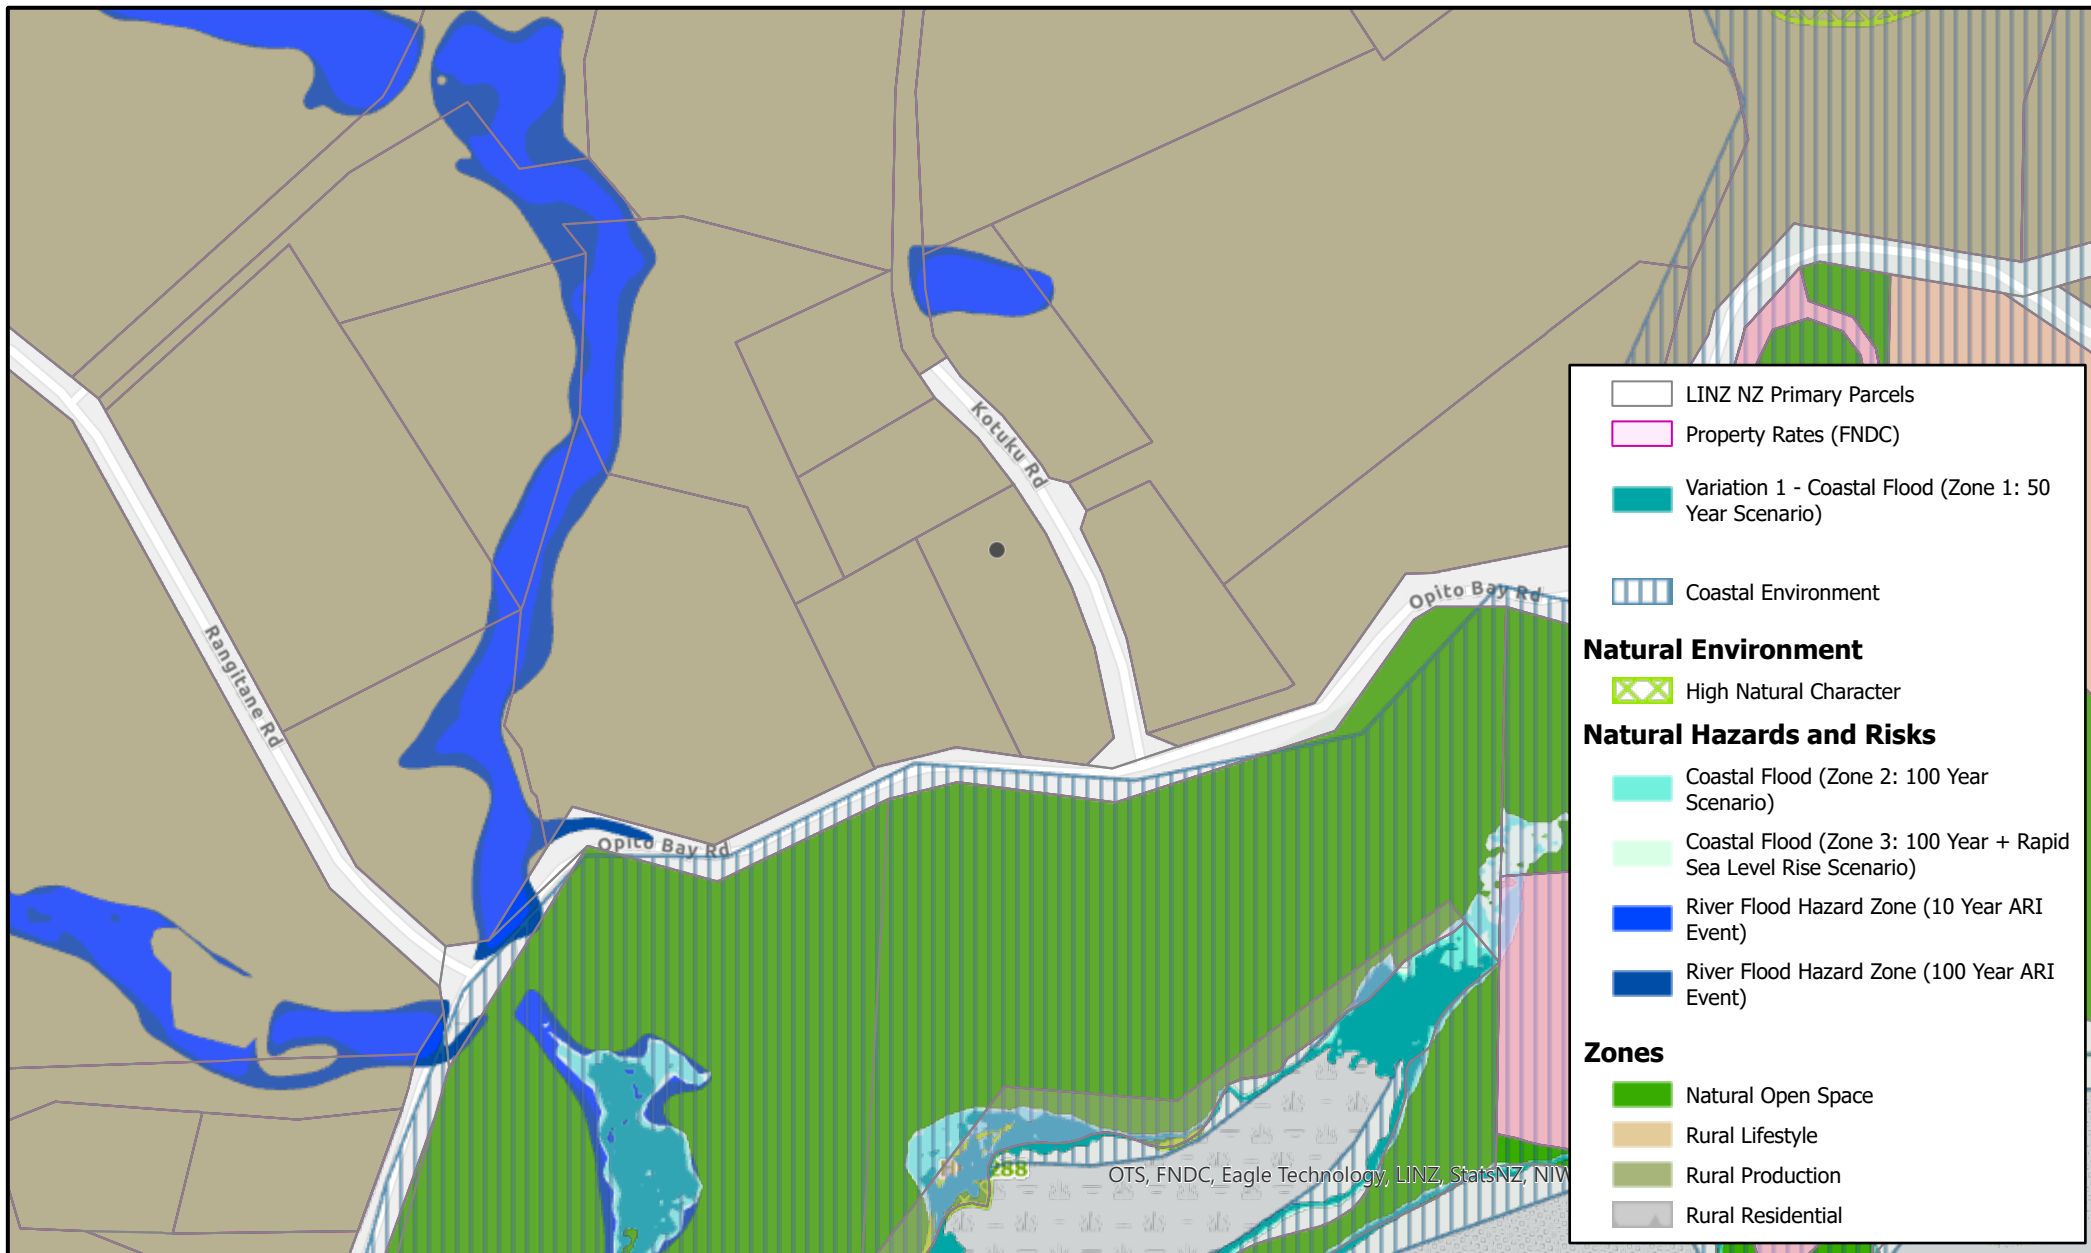 Kotuku Rd
Opito Bay Rd
Rangitane Rd
Opito Bay Rd
288
OTS, FNDC, Eagle Technology, LINZ, StatsNZ, NIW
LINZ NZ Primary Parcels
Property Rates (FNDC)
Variation 1 - Coastal Flood (Zone 1: 50
Year Scenario)
Coastal Environment
Natural Environment
High Natural Character
Natural Hazards and Risks
Coastal Flood (Zone 2: 100 Year
Scenario)
Coastal Flood (Zone 3: 100 Year + Rapid
Sea Level Rise Scenario)
River Flood Hazard Zone (10 Year ARI
Event)
River Flood Hazard Zone (100 Year ARI
Event)
Zones
Natural Open Space
Rural Lifestyle
Rural Production
Rural Residential